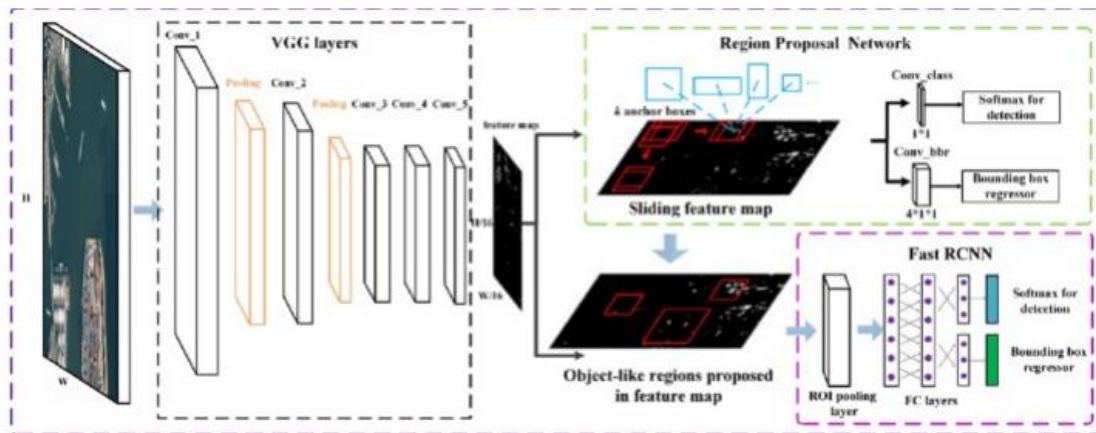 VGG layers
Conv_1
Pooling
Conv_2
Pooling
Conv_3
Conv_4
Conv_5
H
W
feature map
H/16
W/16
Region Proposal Network
k anchor boxes
...
Sliding feature map
Conv_class
1*1
Softmax for
detection
Conv_bbr
4*1*1
Bounding box
regressor
Object-like regions proposed
in feature map
Fast RCNN
ROI pooling
layer
FC layers
Softmax for
detection
Bounding box
regressor